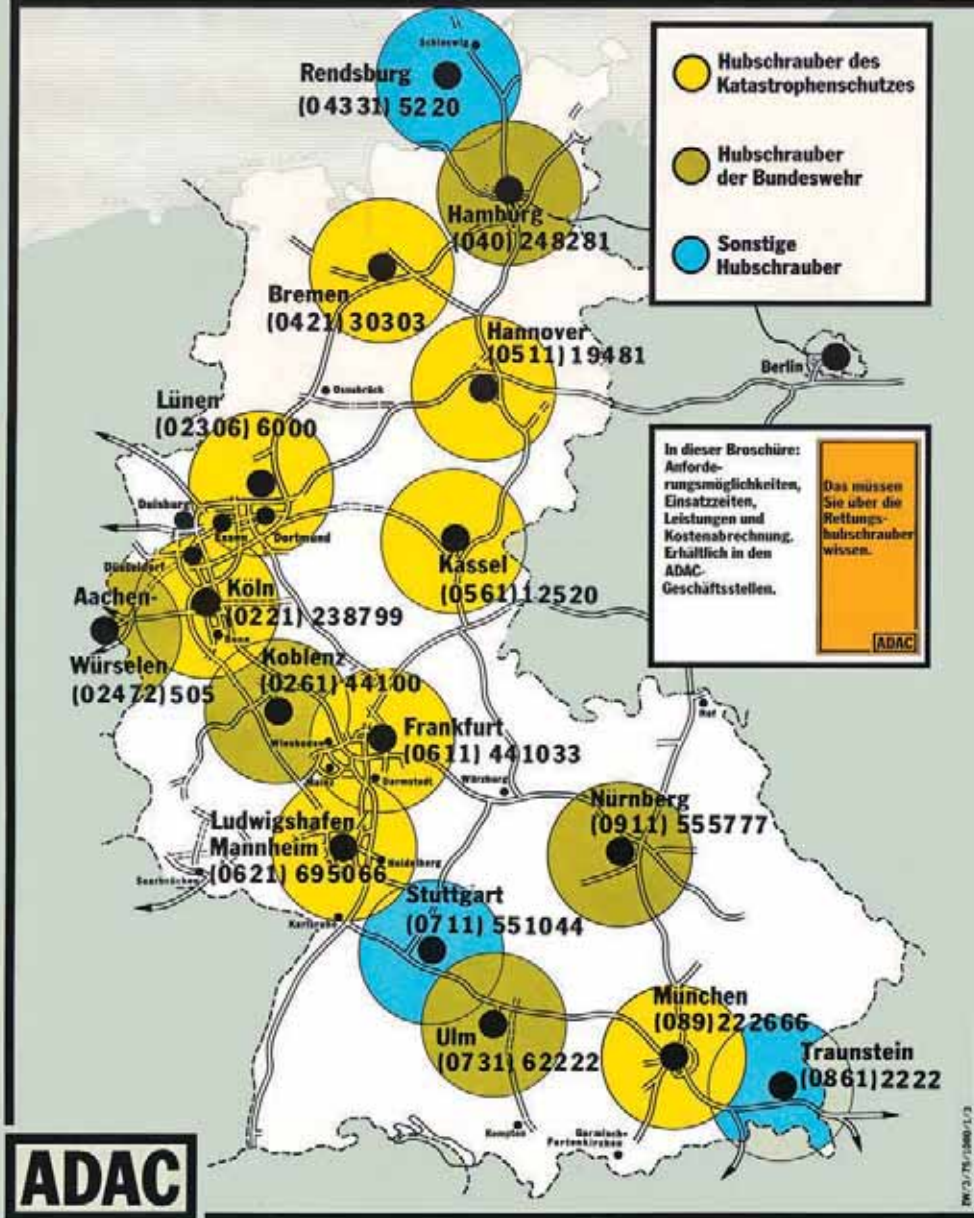 Schleswig
Rendsburg
(04331) 5220
Hubschrauber des
Katastrophenschutzes
Hubschrauber
der Bundeswehr
Sonstige
Hubschrauber
Hamburg
(040) 248281
Bremen
(0421) 30303
Hannover
(0511) 19481
Berlin
Osnabrück
Lünen
(02306) 6000
In dieser Broschüre:
Anforde-
rungsmöglichkeiten,
Einsatzzeiten,
Leistungen und
Kostenabrechnung.
Erhältlich in den
ADAC-
Geschäftsstellen.
Das müssen
Sie über die
Rettungs-
hubschrauber
wissen.
ADAC
Duisburg
Essen
Dortmund
Düsseldorf
Kassel
(0561) 12520
Aachen-
Köln
(0221) 238799
Bonn
Würselen
(02472) 505
Koblenz
(0261) 44100
Hof
Frankfurt
(0611) 441033
Wiesbaden
Mainz
Darmstadt
Würzburg
Nürnberg
(0911) 555777
Ludwigshafen
Mannheim
(0621) 695066
Heidelberg
Saarbrücken
Stuttgart
(0711) 551044
Karlsruhe
München
(089) 222666
Ulm
(0731) 62222
Traunstein
(0861) 2222
Kempten
Garmisch-
Partenkirchen
ADAC